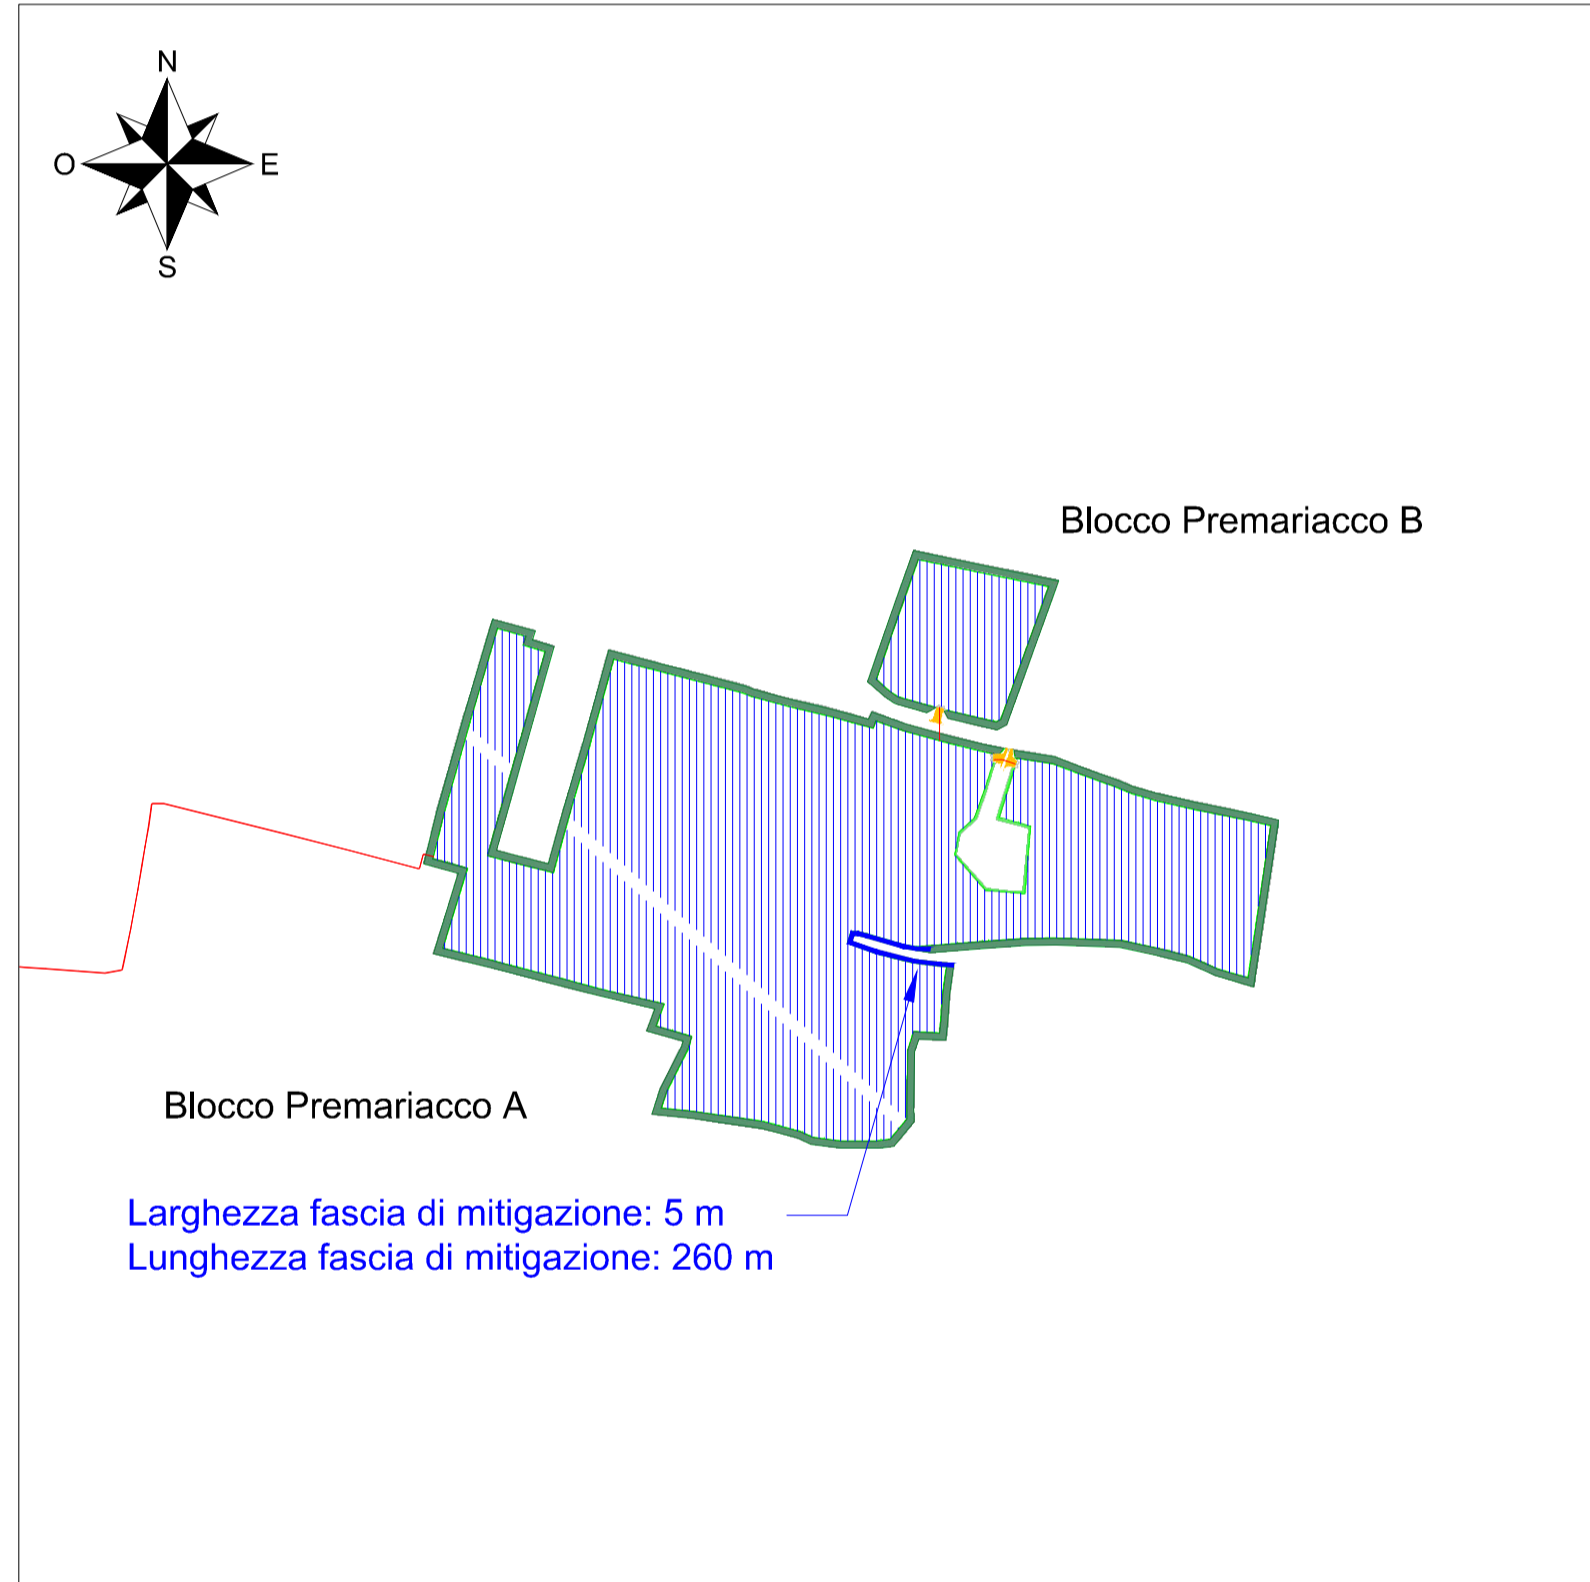 N
O
E
S
Blocco Premariacco B
Blocco Premariacco A
Larghezza fascia di mitigazione: 5 m
Lunghezza fascia di mitigazione: 260 m